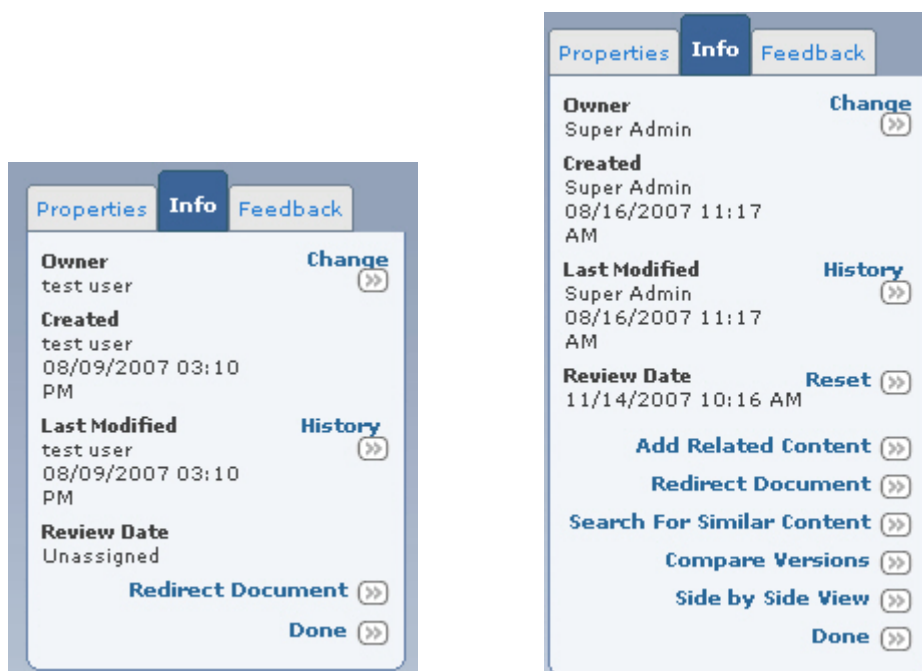 Properties Info Feedback
Owner Change
test user
Created
test user
08/09/2007 03:10
PM
Last Modified History
test user
08/09/2007 03:10
PM
Review Date
Unassigned
Redirect Document
Done
Properties Info Feedback
Owner Change
Super Admin
Created
Super Admin
08/16/2007 11:17
AM
Last Modified History
Super Admin
08/16/2007 11:17
AM
Review Date Reset
11/14/2007 10:16 AM
Add Related Content
Redirect Document
Search For Similar Content
Compare Versions
Side by Side View
Done